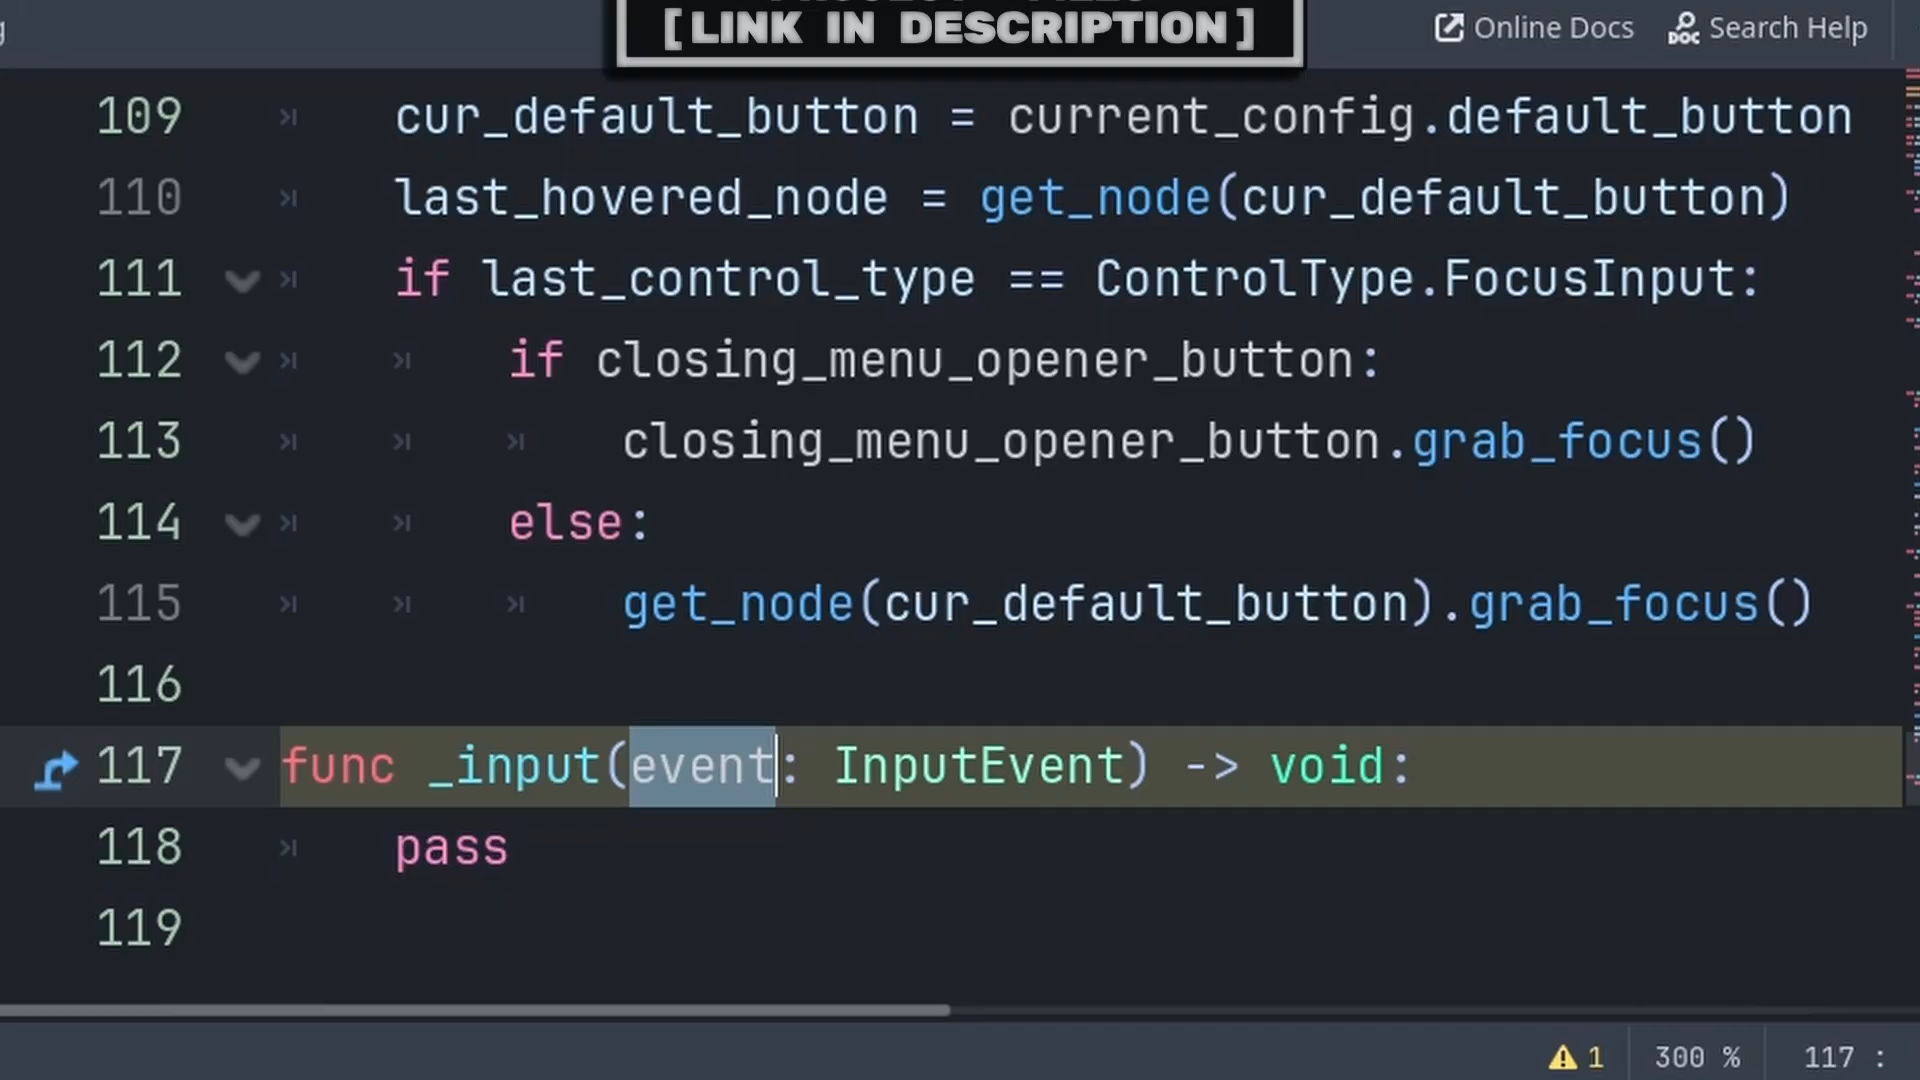 [LINK IN DESCRIPTION]
Online Docs
Search Help
109 cur_default_button = current_config.default_button
110 last_hovered_node = get_node(cur_default_button)
111 if last_control_type == ControlType.FocusInput:
112 if closing_menu_opener_button:
113 closing_menu_opener_button.grab_focus()
114 else:
115 get_node(cur_default_button).grab_focus()
116
117 func _input(event: InputEvent) -> void:
118 pass
119
1
300 %
117 :